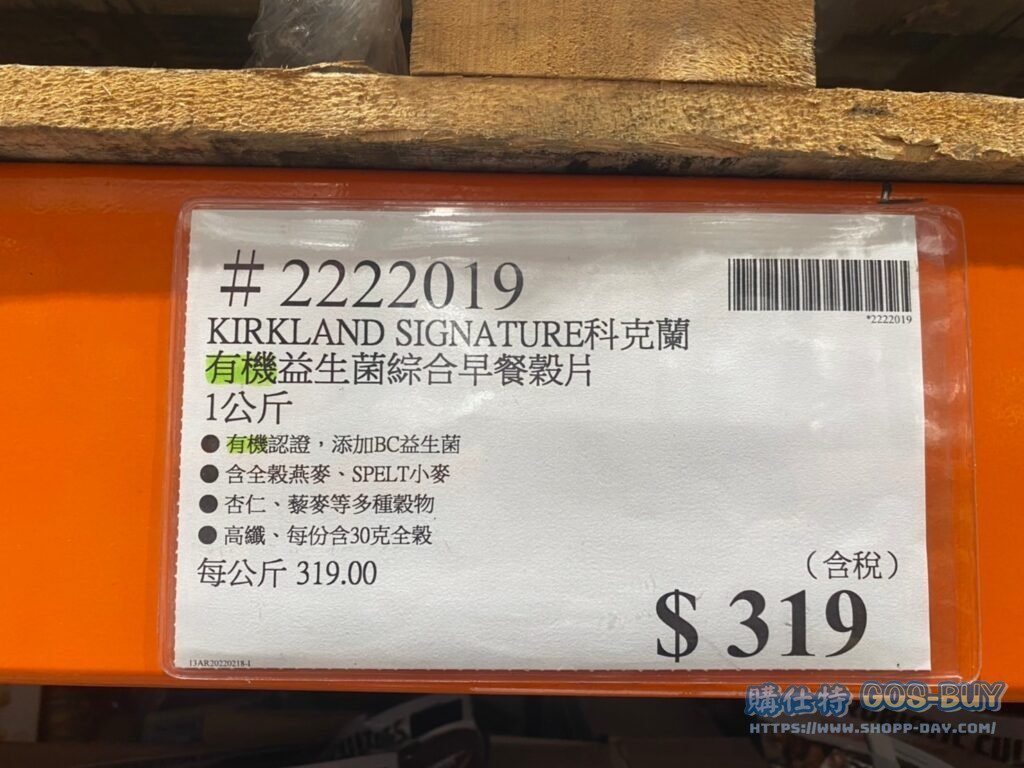 #2222019
*2222019
KIRKLAND SIGNATURE科克蘭
有機益生菌綜合早餐穀片
1公斤
● 有機認證，添加BC益生菌
● 含全穀燕麥、SPELT小麥
● 杏仁、藜麥等多種穀物
● 高纖、每份含30克全穀
每公斤 319.00
（含稅）
$ 319
13AR20220218-1
購仕特 GOS-BUY
HTTPS://WWW.SHOPP-DAY.COM/